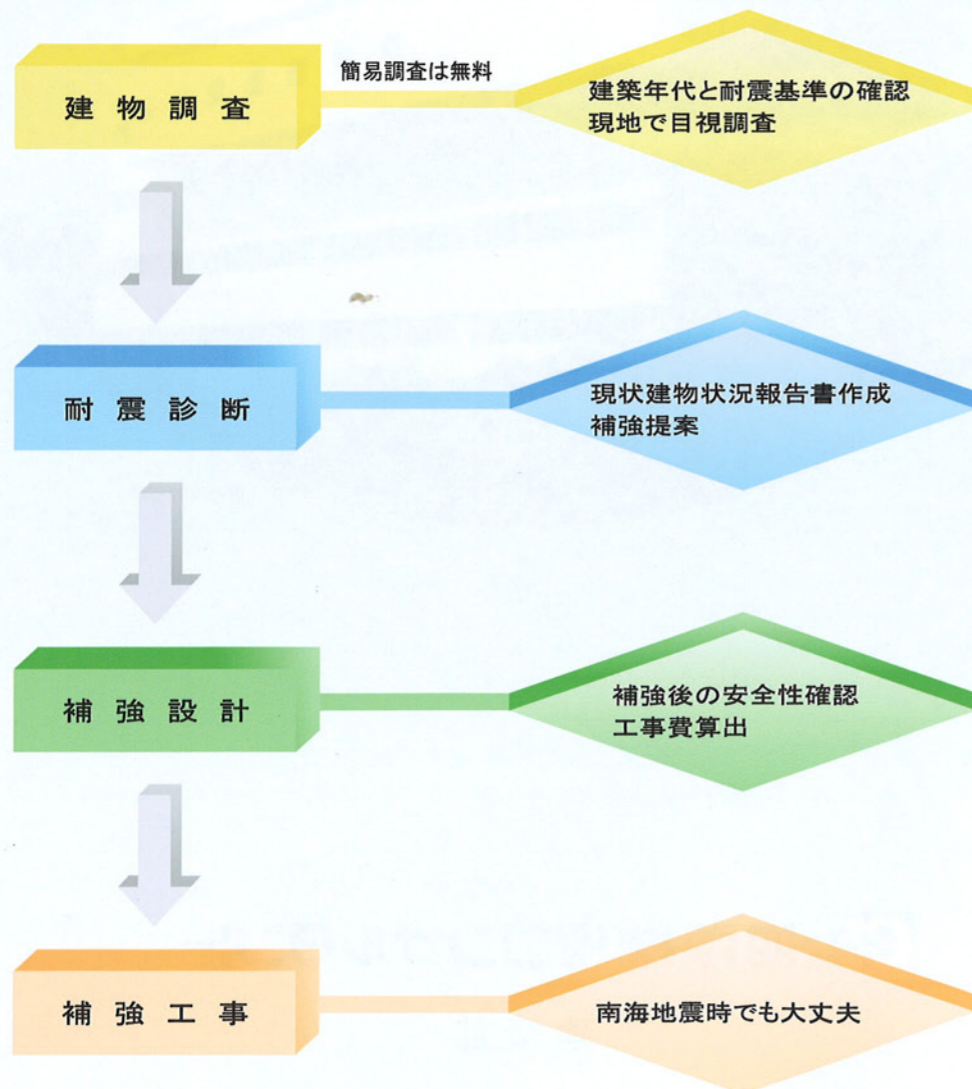 建物調査
簡易調査は無料
建築年代と耐震基準の確認
現地で目視調査
耐震診断
現状建物状況報告書作成
補強提案
補強設計
補強後の安全性確認
工事費算出
補強工事
南海地震時でも大丈夫